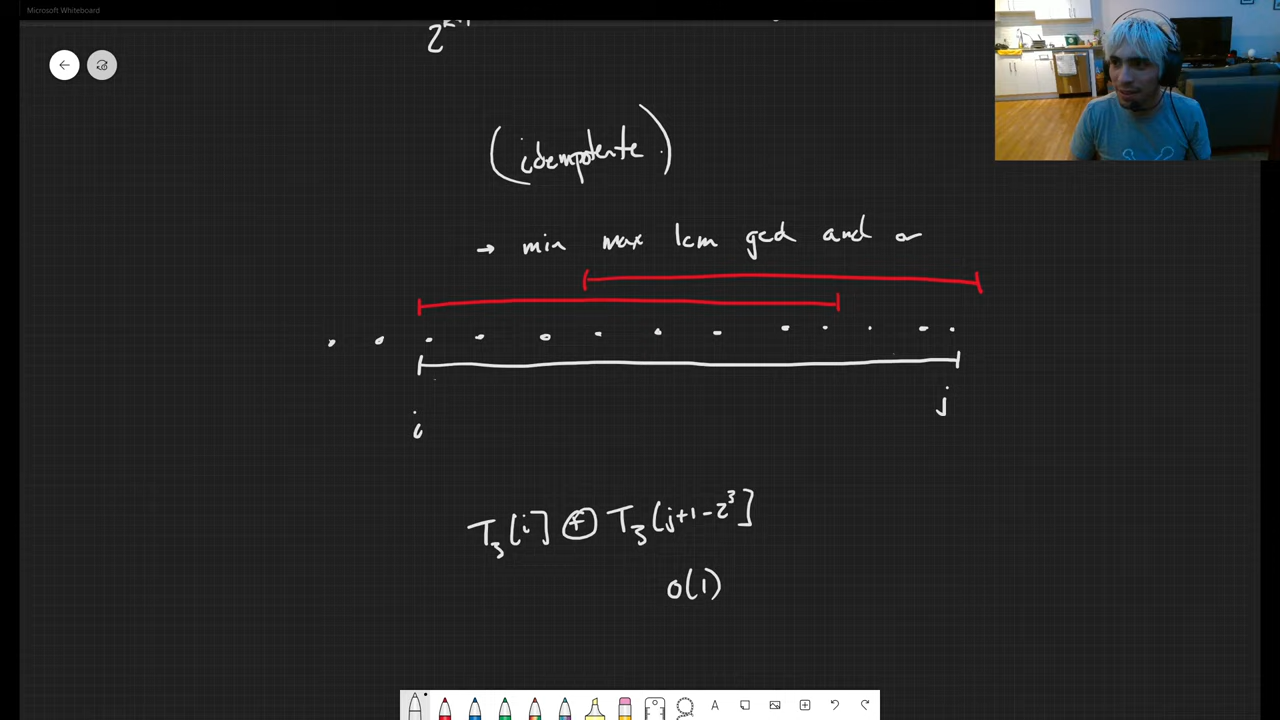 Microsoft Whiteboard
(idempotente)
→ min max lcm gcd and or
i j
T₃[i] ⊕ T₃[j+1-2³]
O(1)
A